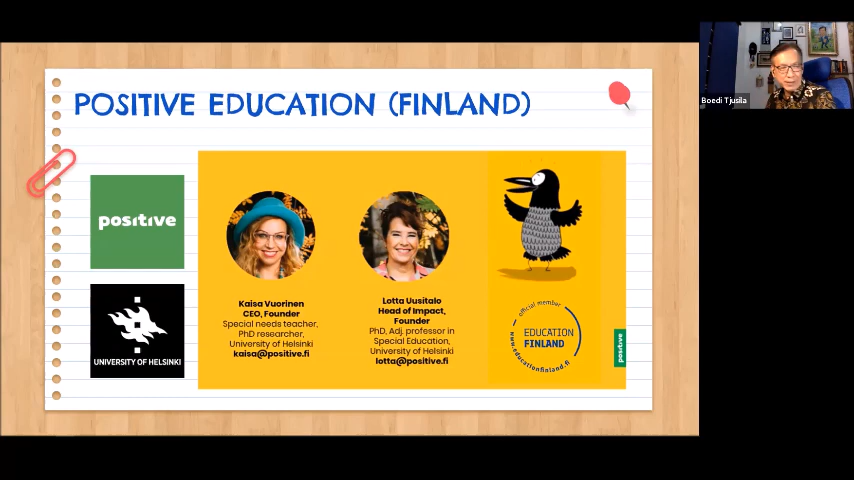 POSITIVE EDUCATION (FINLAND)
positive
UNIVERSITY OF HELSINKI
Kaisa Vuorinen
CEO, Founder
Special needs teacher,
PhD researcher,
University of Helsinki
kaisa@positive.fi
Lotta Uusitalo
Head of Impact,
Founder
PhD, Adj. professor in
Special Education,
University of Helsinki
lotta@positive.fi
official member
EDUCATION
FINLAND
www.educationfinland.fi
positive
Boedi Tjusila